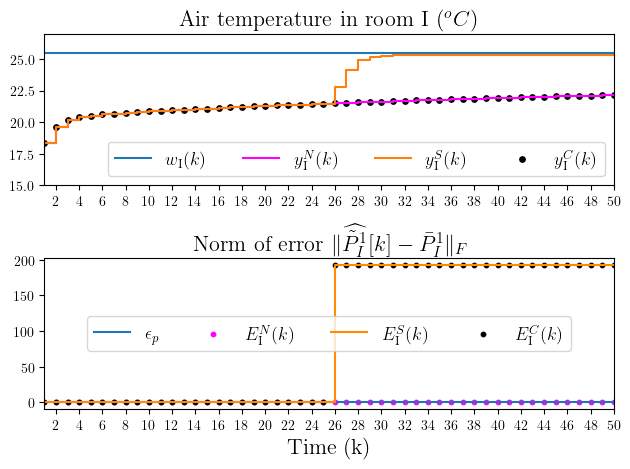 Air temperature in room I (°C)
25.0
22.5
20.0
17.5
15.0
w_I(k) y_I^N(k) y_I^S(k) y_I^C(k)
2 4 6 8 10 12 14 16 18 20 22 24 26 28 30 32 34 36 38 40 42 44 46 48 50
Norm of error ‖\widehat{\tilde{P}_I^1}[k] − \bar{P}_I^1‖_F
200
150
100
50
0
ϵ_p E_I^N(k) E_I^S(k) E_I^C(k)
2 4 6 8 10 12 14 16 18 20 22 24 26 28 30 32 34 36 38 40 42 44 46 48 50
Time (k)